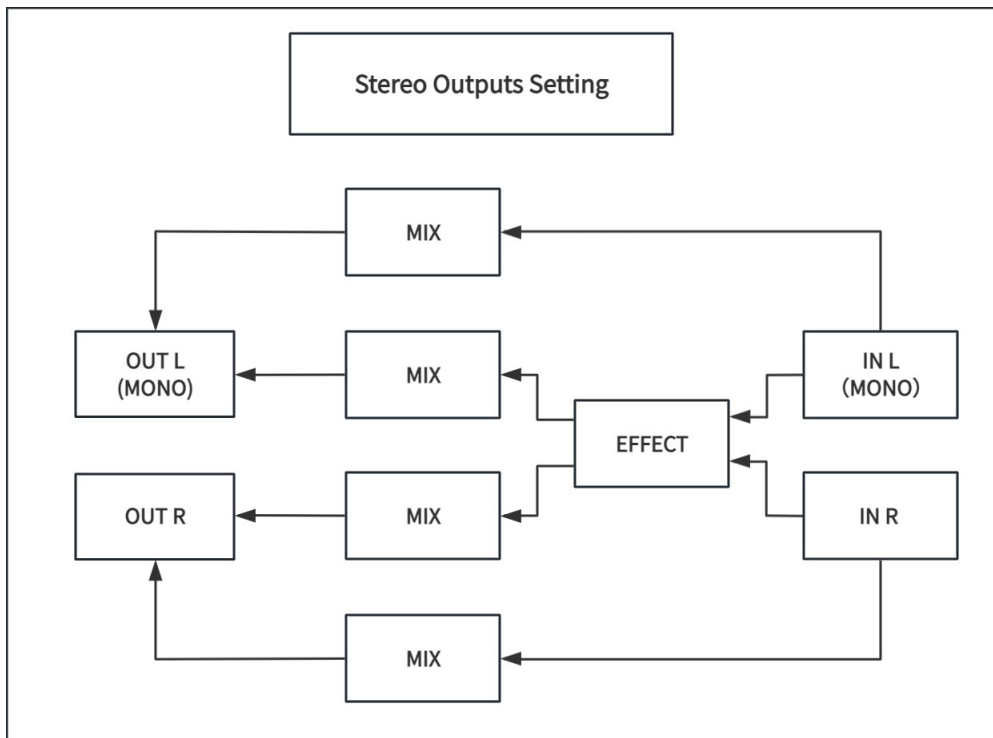 Stereo Outputs Setting
MIX
OUT L
(MONO)
MIX
IN L
（MONO）
EFFECT
OUT R
MIX
IN R
MIX